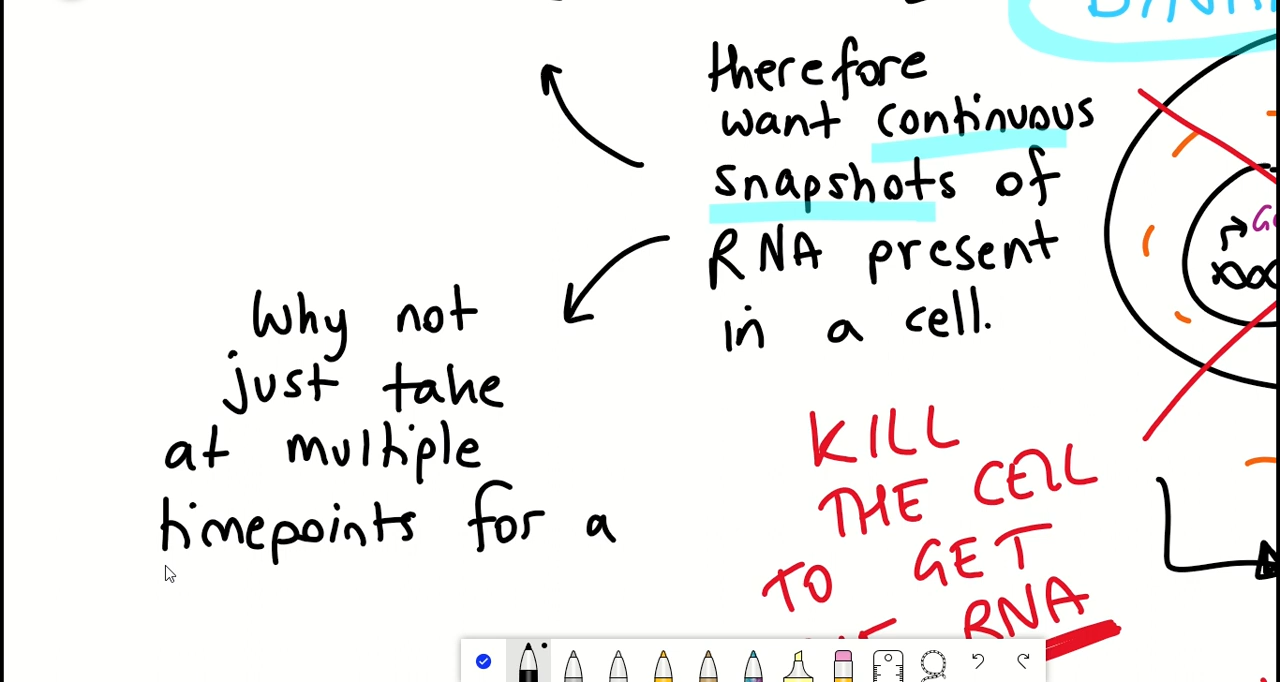 therefore
want continuous
snapshots of
RNA present
in a cell.
Why not
just take
at multiple
timepoints for a
KILL
THE CELL
TO GET
RNA